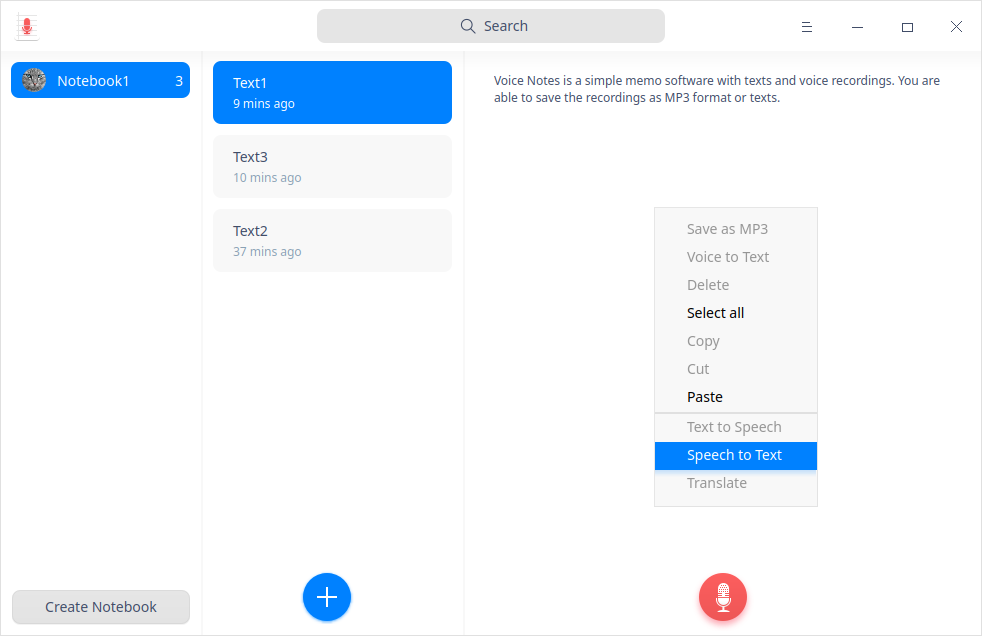 Search
Notebook1 3
Text1
9 mins ago
Text3
10 mins ago
Text2
37 mins ago
Create Notebook
Voice Notes is a simple memo software with texts and voice recordings. You are
able to save the recordings as MP3 format or texts.
Save as MP3
Voice to Text
Delete
Select all
Copy
Cut
Paste
Text to Speech
Speech to Text
Translate